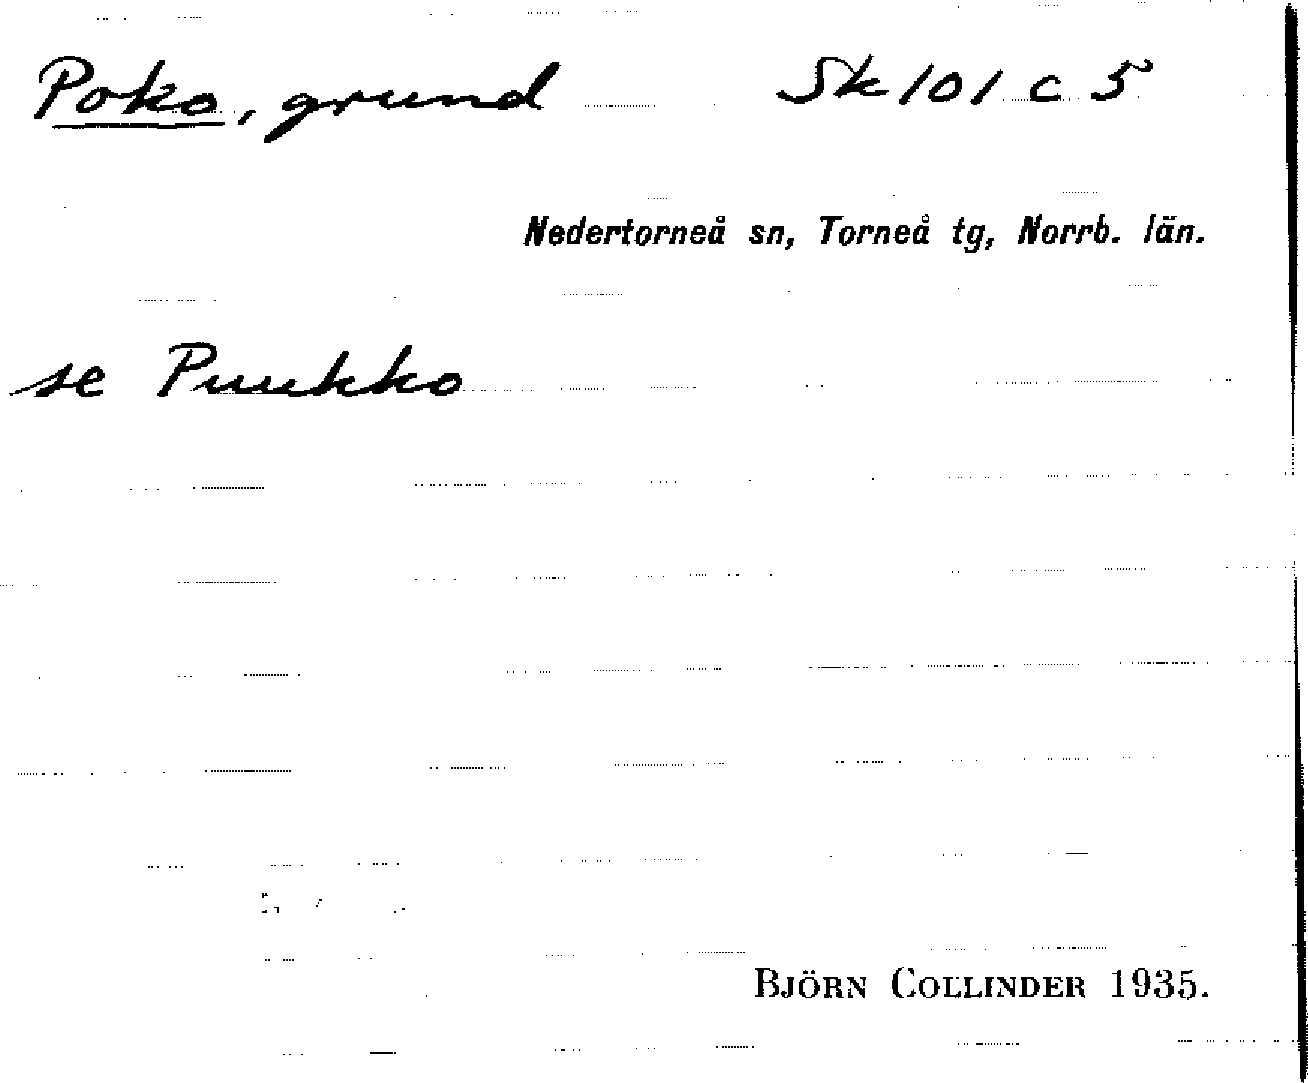 Poko, grund Sk 101 c 5
Nedertorneå sn, Torneå tg, Norrb. län.
se Puukko
BJÖRN COLLINDER 1935.